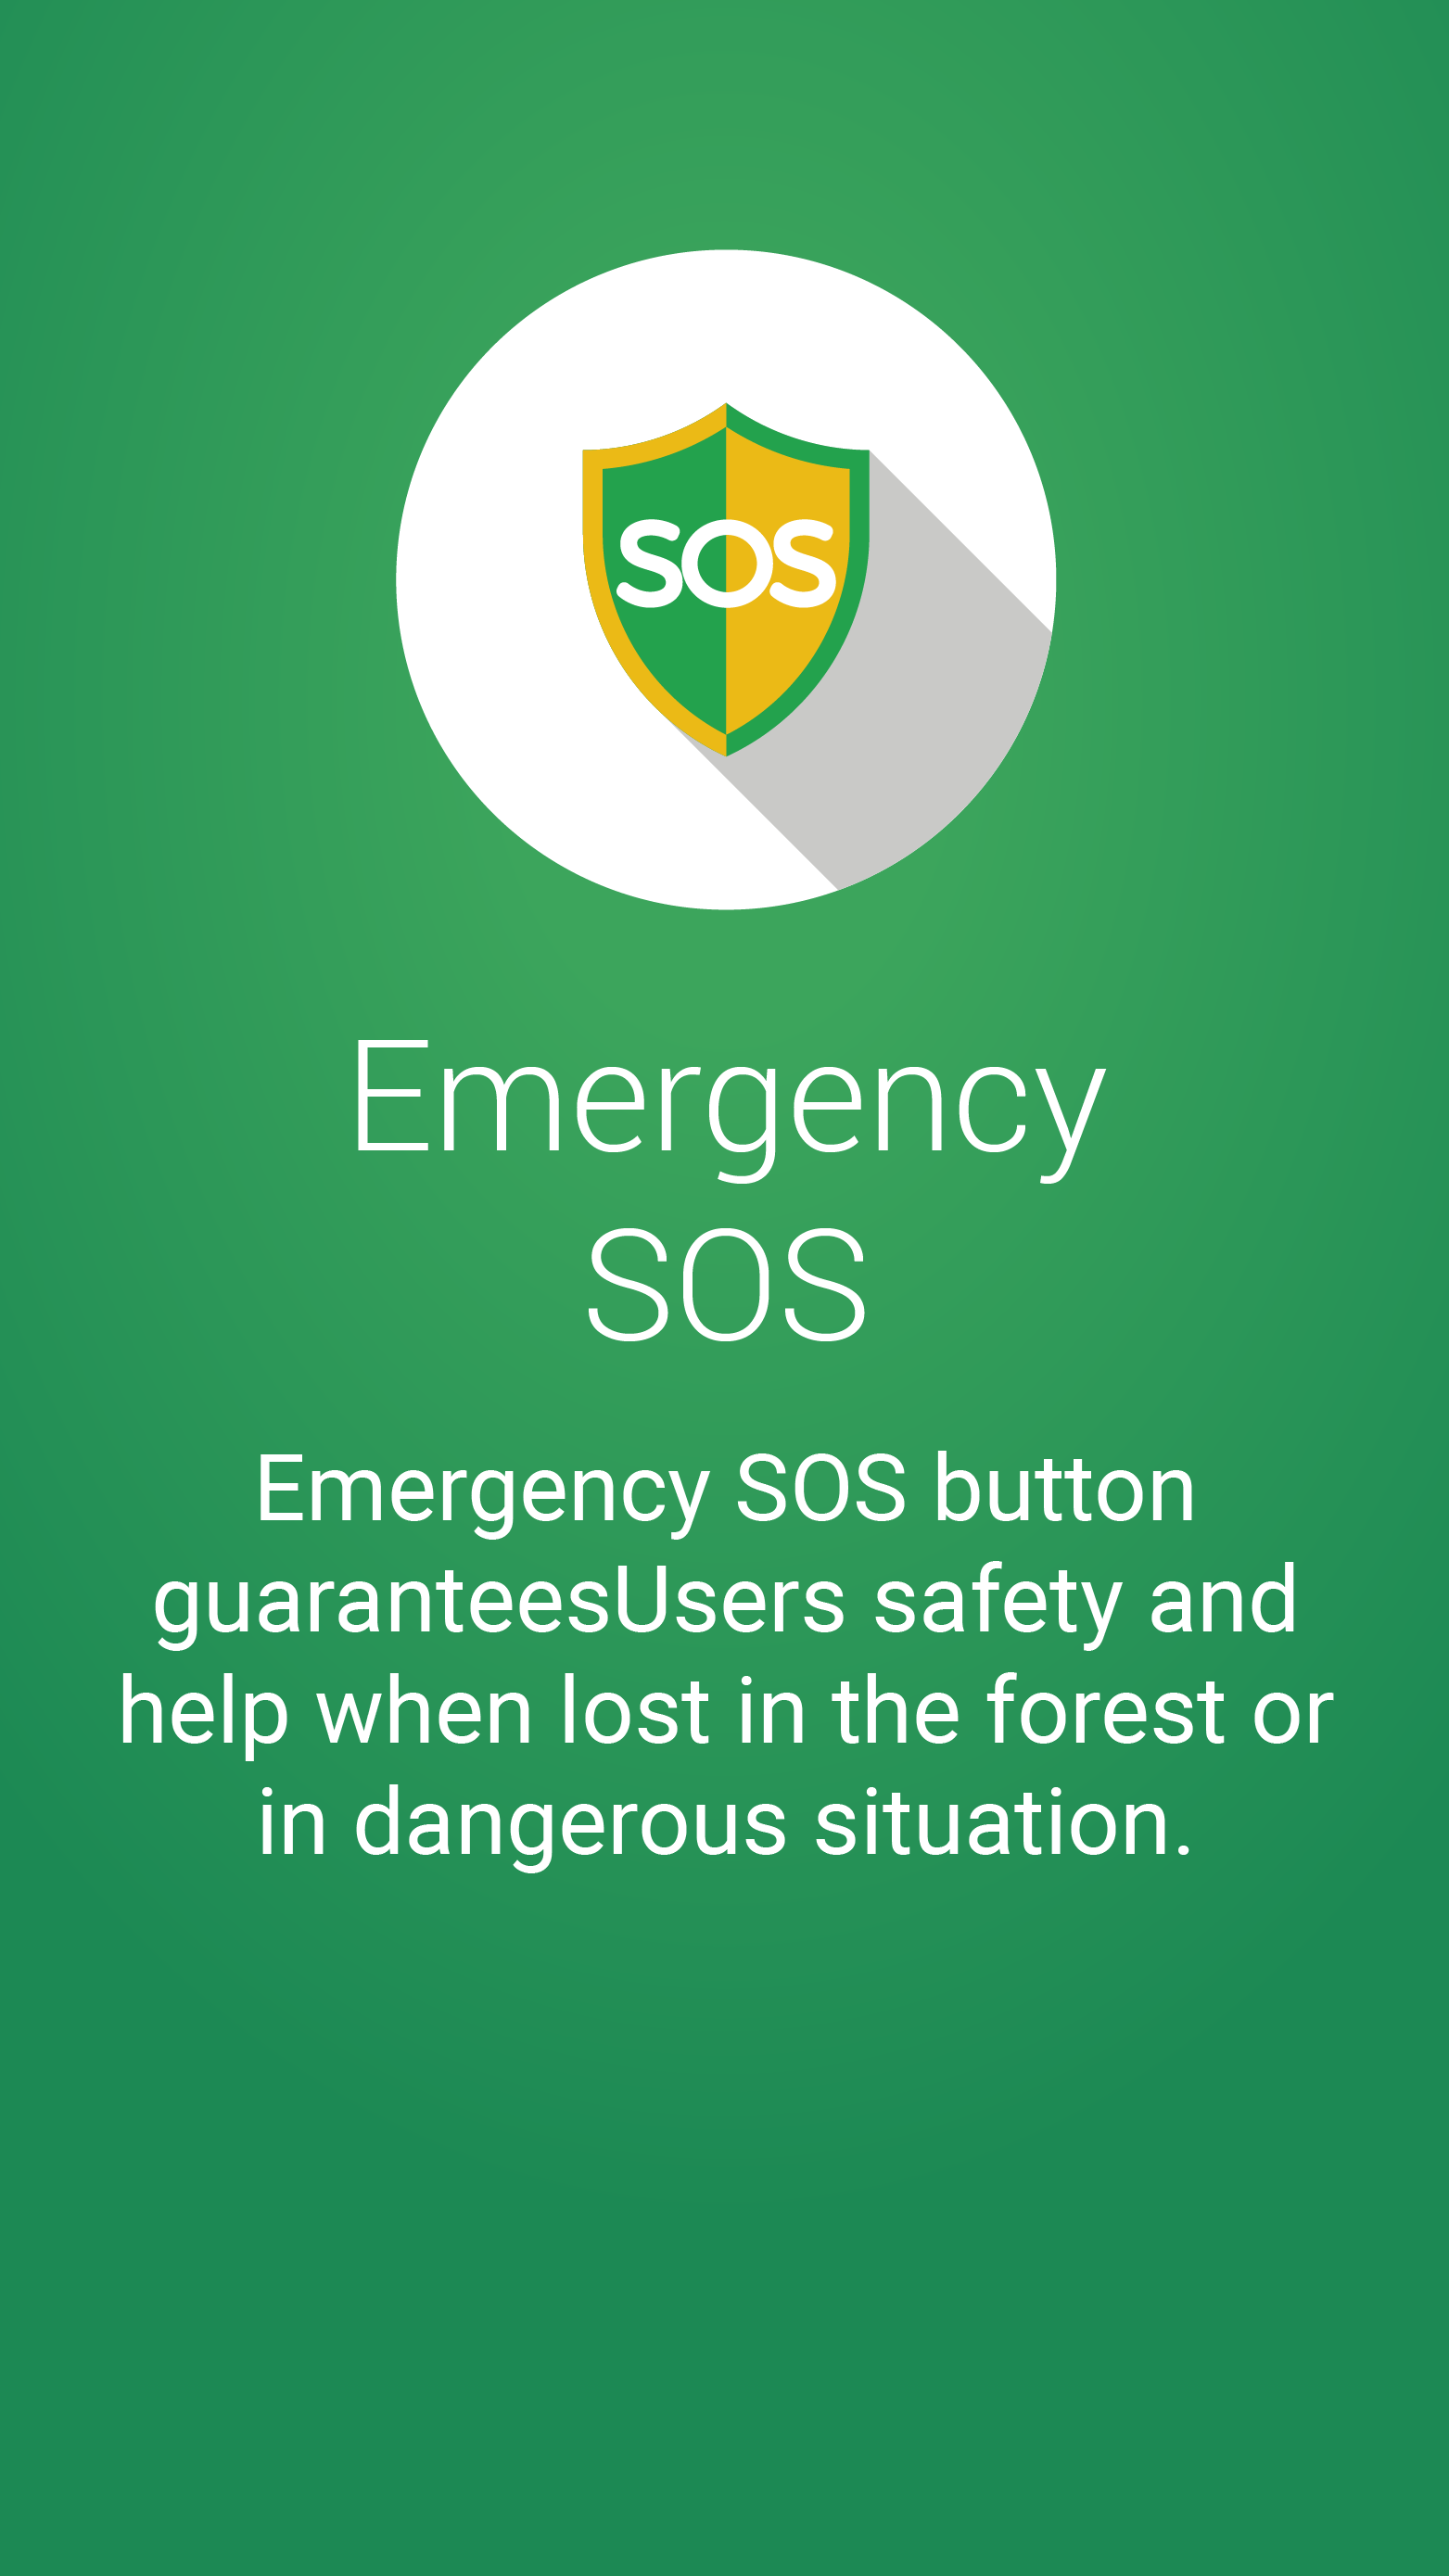 SOS
Emergency
SOS
Emergency SOS button
guaranteesUsers safety and
help when lost in the forest or
in dangerous situation.